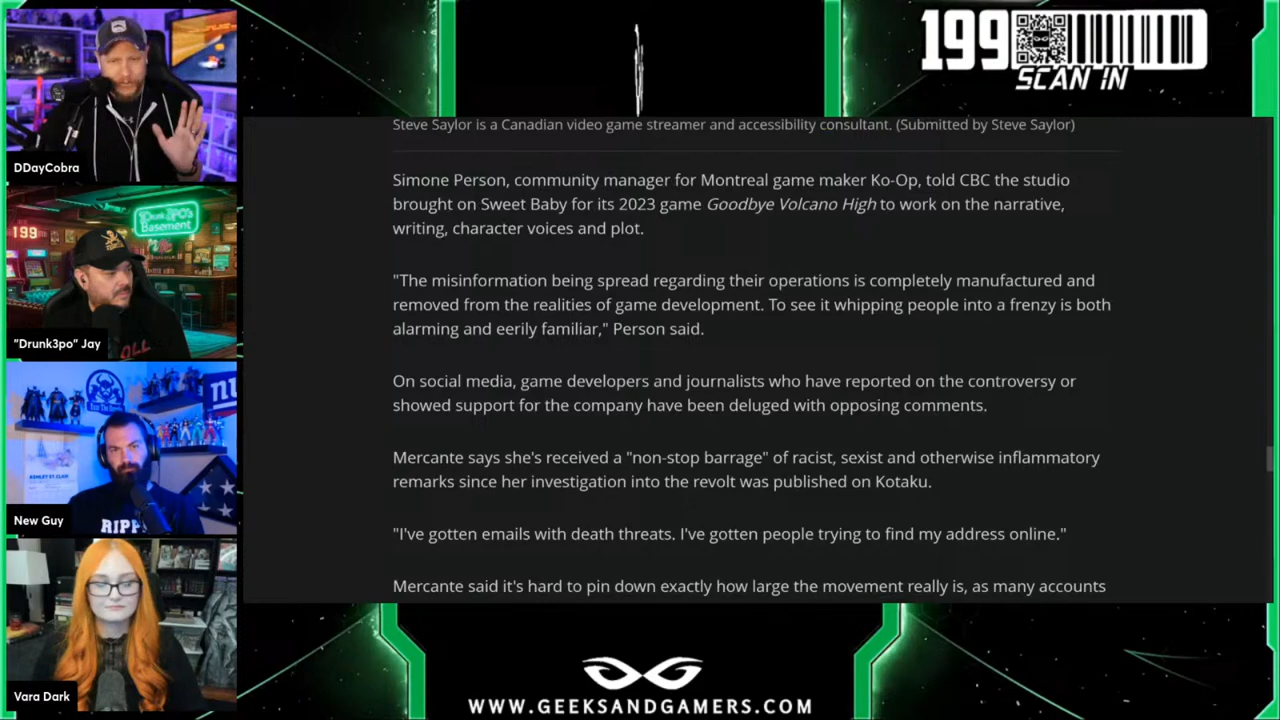 199
SCAN IN
DDayCobra
Drunk3PO's
Basement
199
"Drunk3po" Jay
NU
ASHLEY ST. CLAIR
RIPP
New Guy
Vara Dark
Steve Saylor is a Canadian video game streamer and accessibility consultant. (Submitted by Steve Saylor)
Simone Person, community manager for Montreal game maker Ko-Op, told CBC the studio
brought on Sweet Baby for its 2023 game Goodbye Volcano High to work on the narrative,
writing, character voices and plot.
"The misinformation being spread regarding their operations is completely manufactured and
removed from the realities of game development. To see it whipping people into a frenzy is both
alarming and eerily familiar," Person said.
On social media, game developers and journalists who have reported on the controversy or
showed support for the company have been deluged with opposing comments.
Mercante says she's received a "non-stop barrage" of racist, sexist and otherwise inflammatory
remarks since her investigation into the revolt was published on Kotaku.
"I've gotten emails with death threats. I've gotten people trying to find my address online."
Mercante said it's hard to pin down exactly how large the movement really is, as many accounts
WWW.GEEKSANDGAMERS.COM